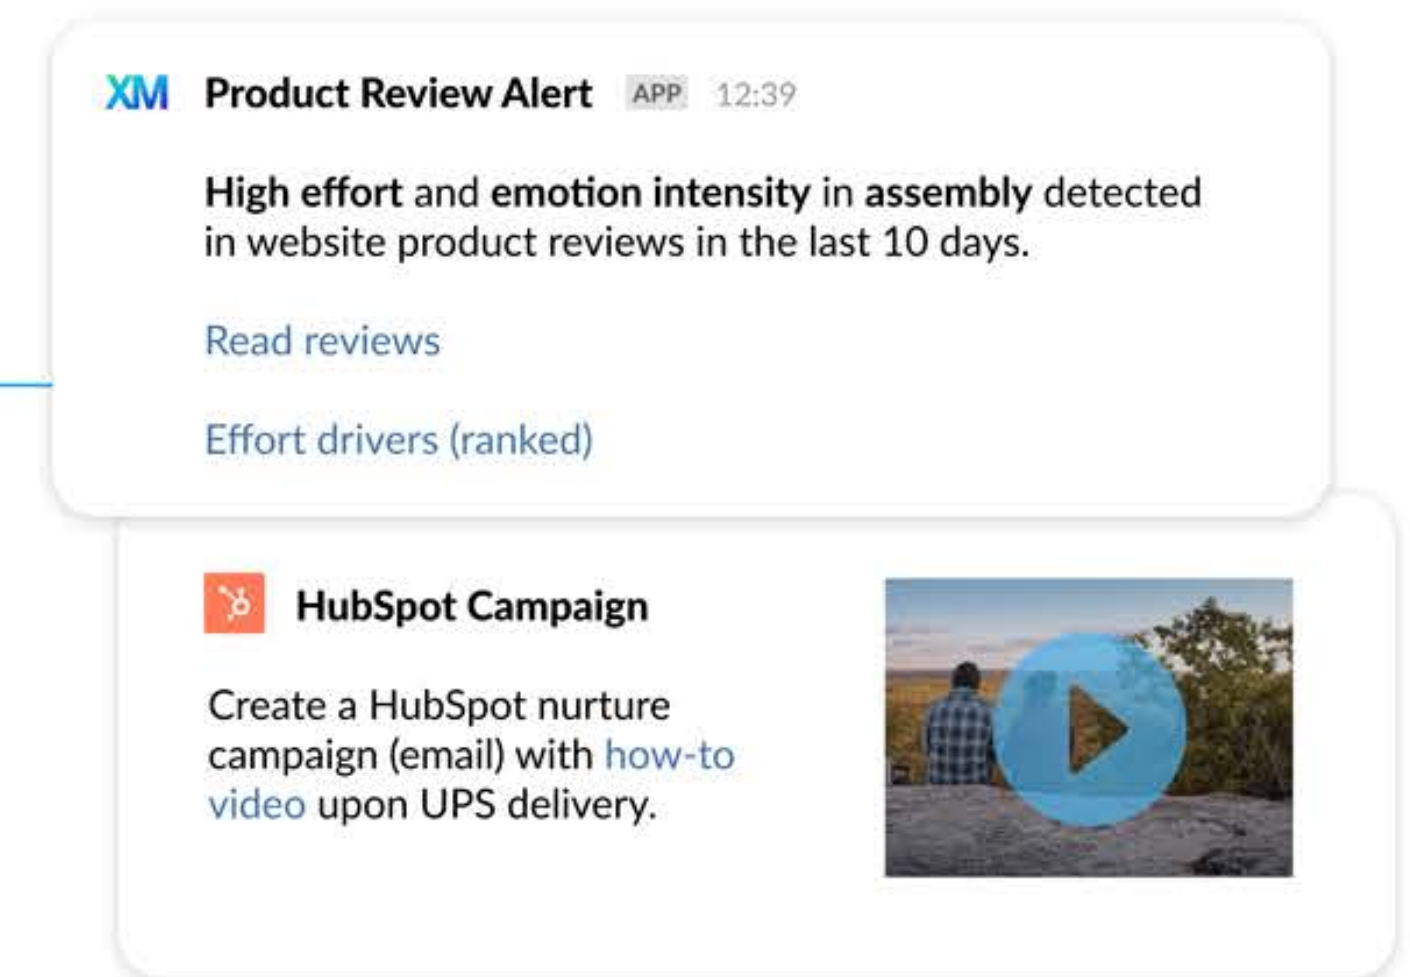 XM Product Review Alert APP 12:39
High effort and emotion intensity in assembly detected
in website product reviews in the last 10 days.
Read reviews
Effort drivers (ranked)
HubSpot Campaign
Create a HubSpot nurture
campaign (email) with how-to
video upon UPS delivery.